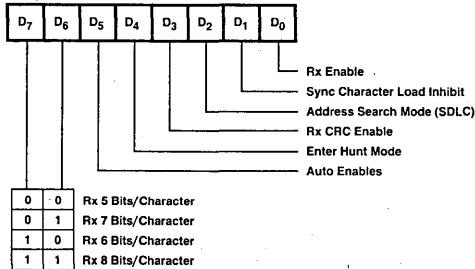 D7 D6 D5 D4 D3 D2 D1 D0
Rx Enable
Sync Character Load Inhibit
Address Search Mode (SDLC)
Rx CRC Enable
Enter Hunt Mode
Auto Enables
0 0 Rx 5 Bits/Character
0 1 Rx 7 Bits/Character
1 0 Rx 6 Bits/Character
1 1 Rx 8 Bits/Character